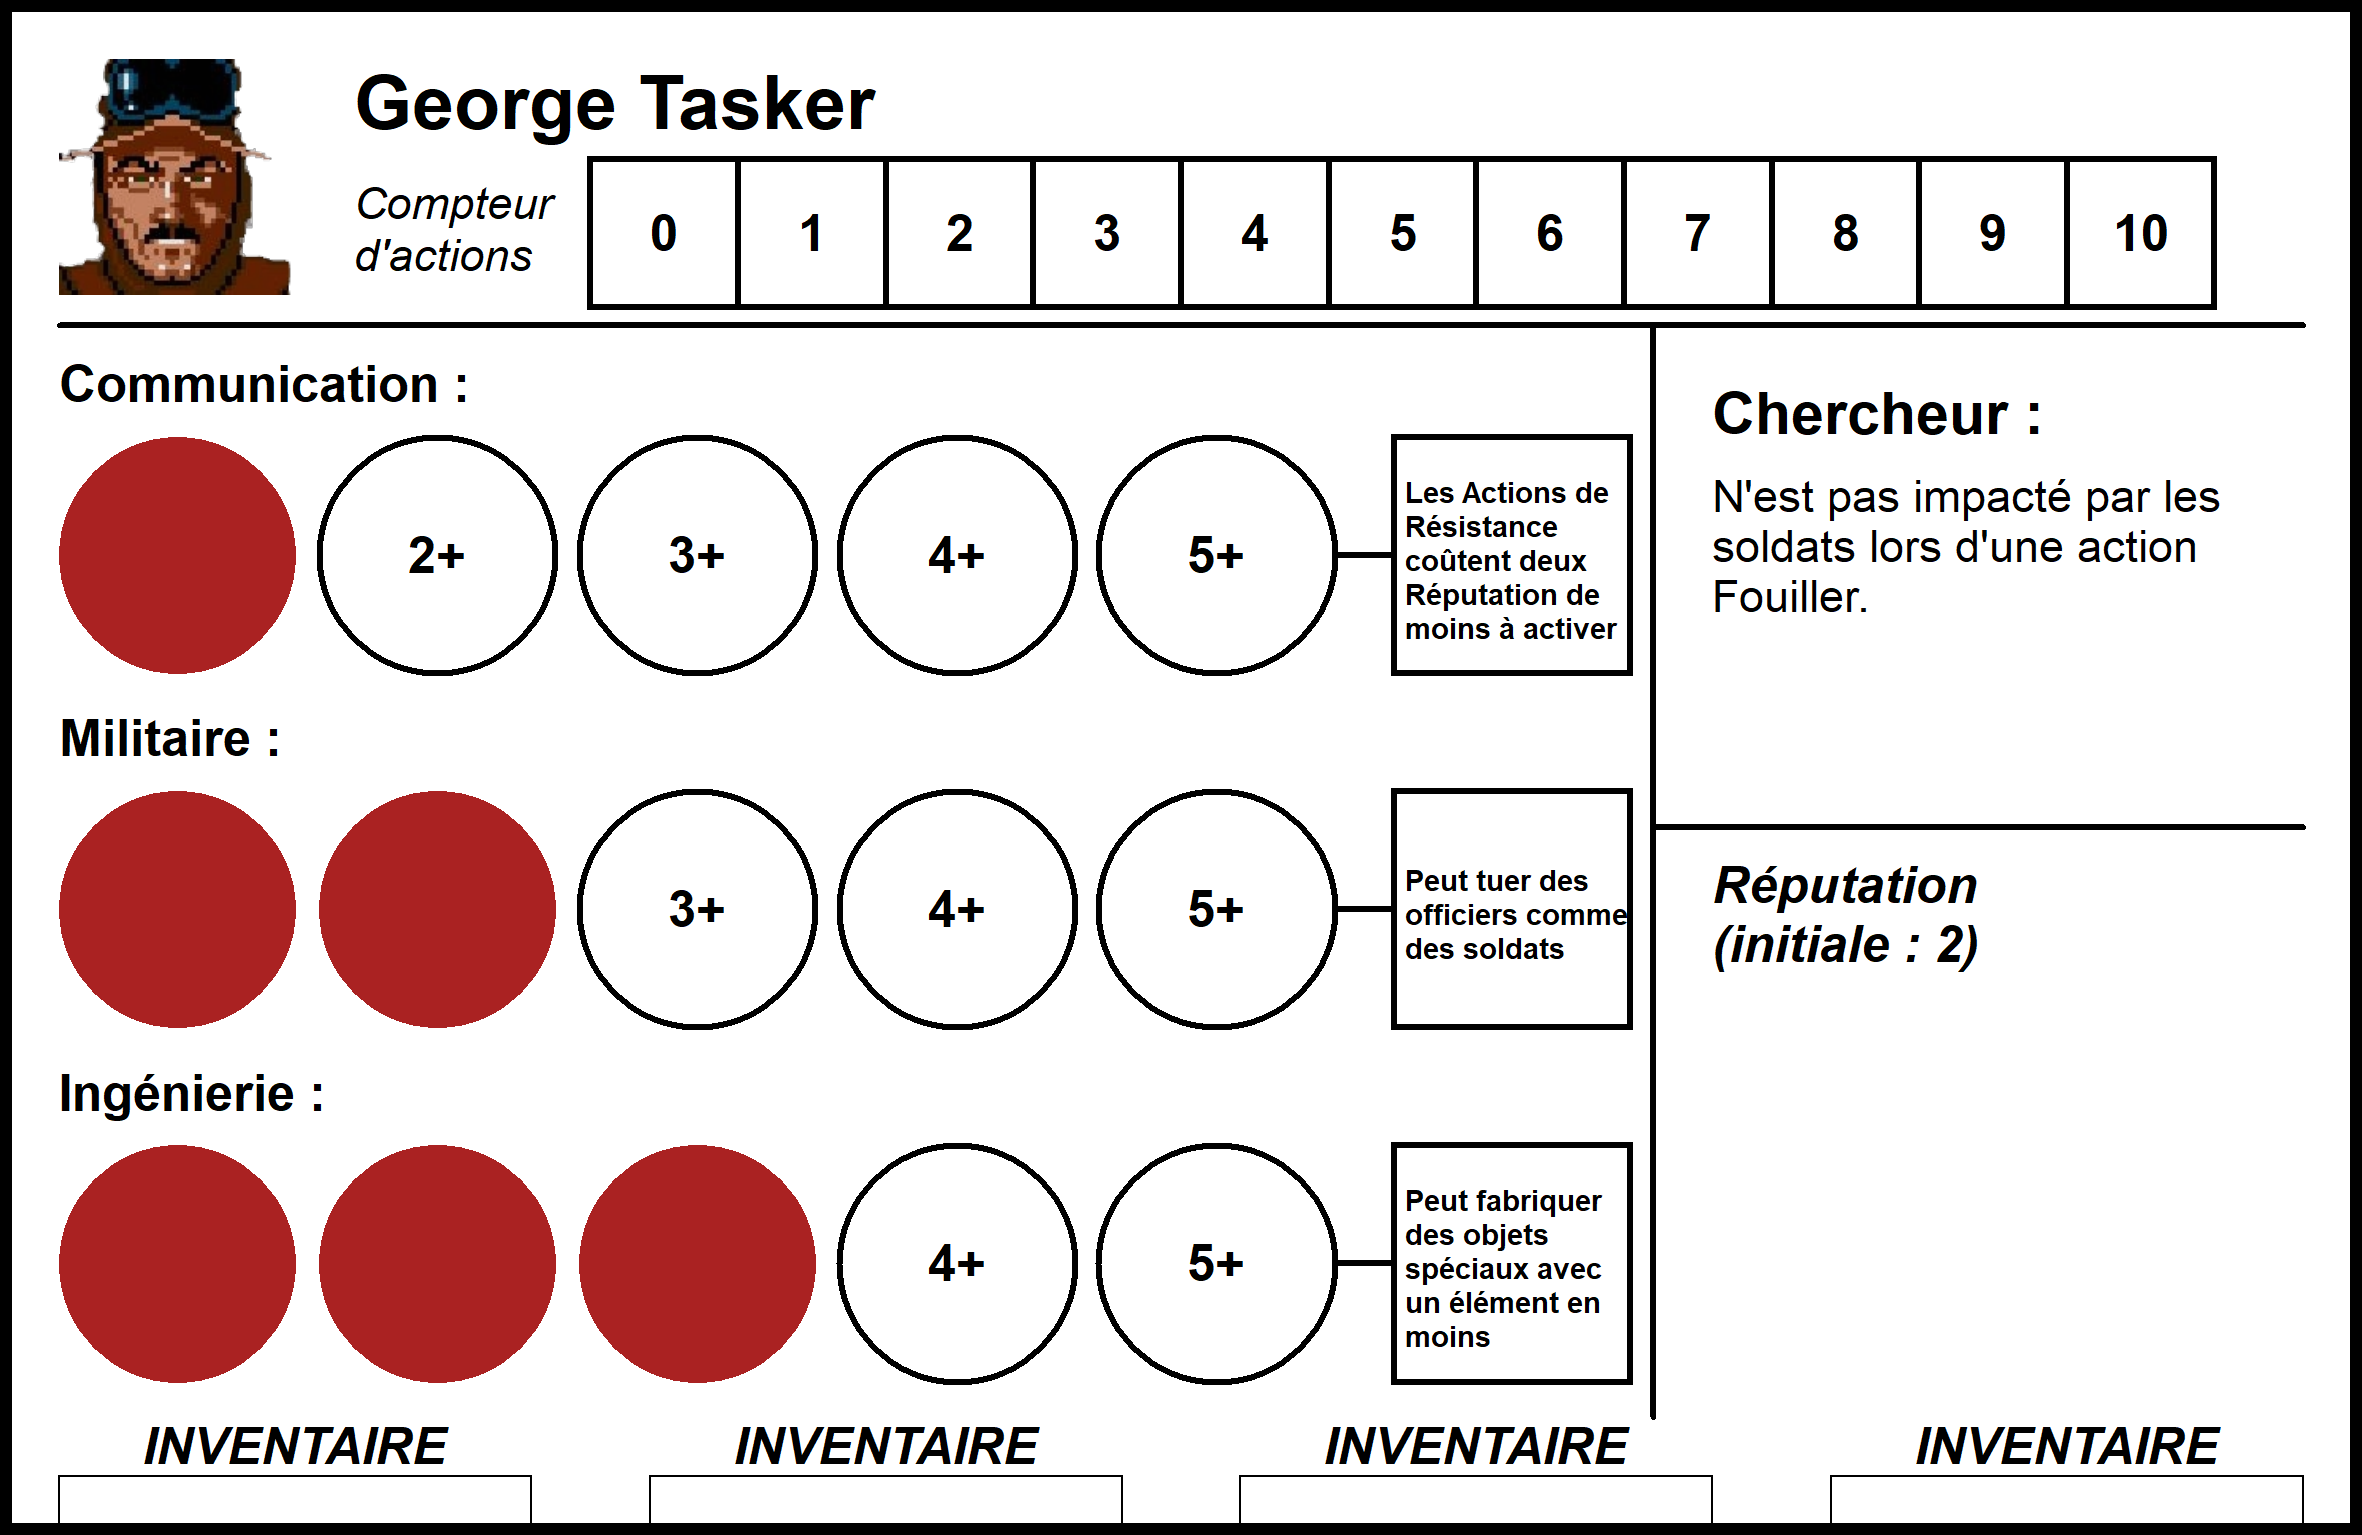 George Tasker
Compteur
d'actions
0 1 2 3 4 5 6 7 8 9 10
Communication :
2+ 3+ 4+ 5+
Les Actions de
Résistance
coûtent deux
Réputation de
moins à activer
Militaire :
3+ 4+ 5+
Peut tuer des
officiers comme
des soldats
Ingénierie :
4+ 5+
Peut fabriquer
des objets
spéciaux avec
un élément en
moins
Chercheur :
N'est pas impacté par les
soldats lors d'une action
Fouiller.
Réputation
(initiale : 2)
INVENTAIRE INVENTAIRE INVENTAIRE INVENTAIRE